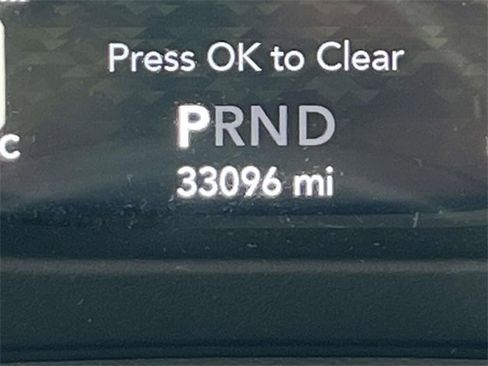 Press OK to Clear
PRND
C
33096 mi